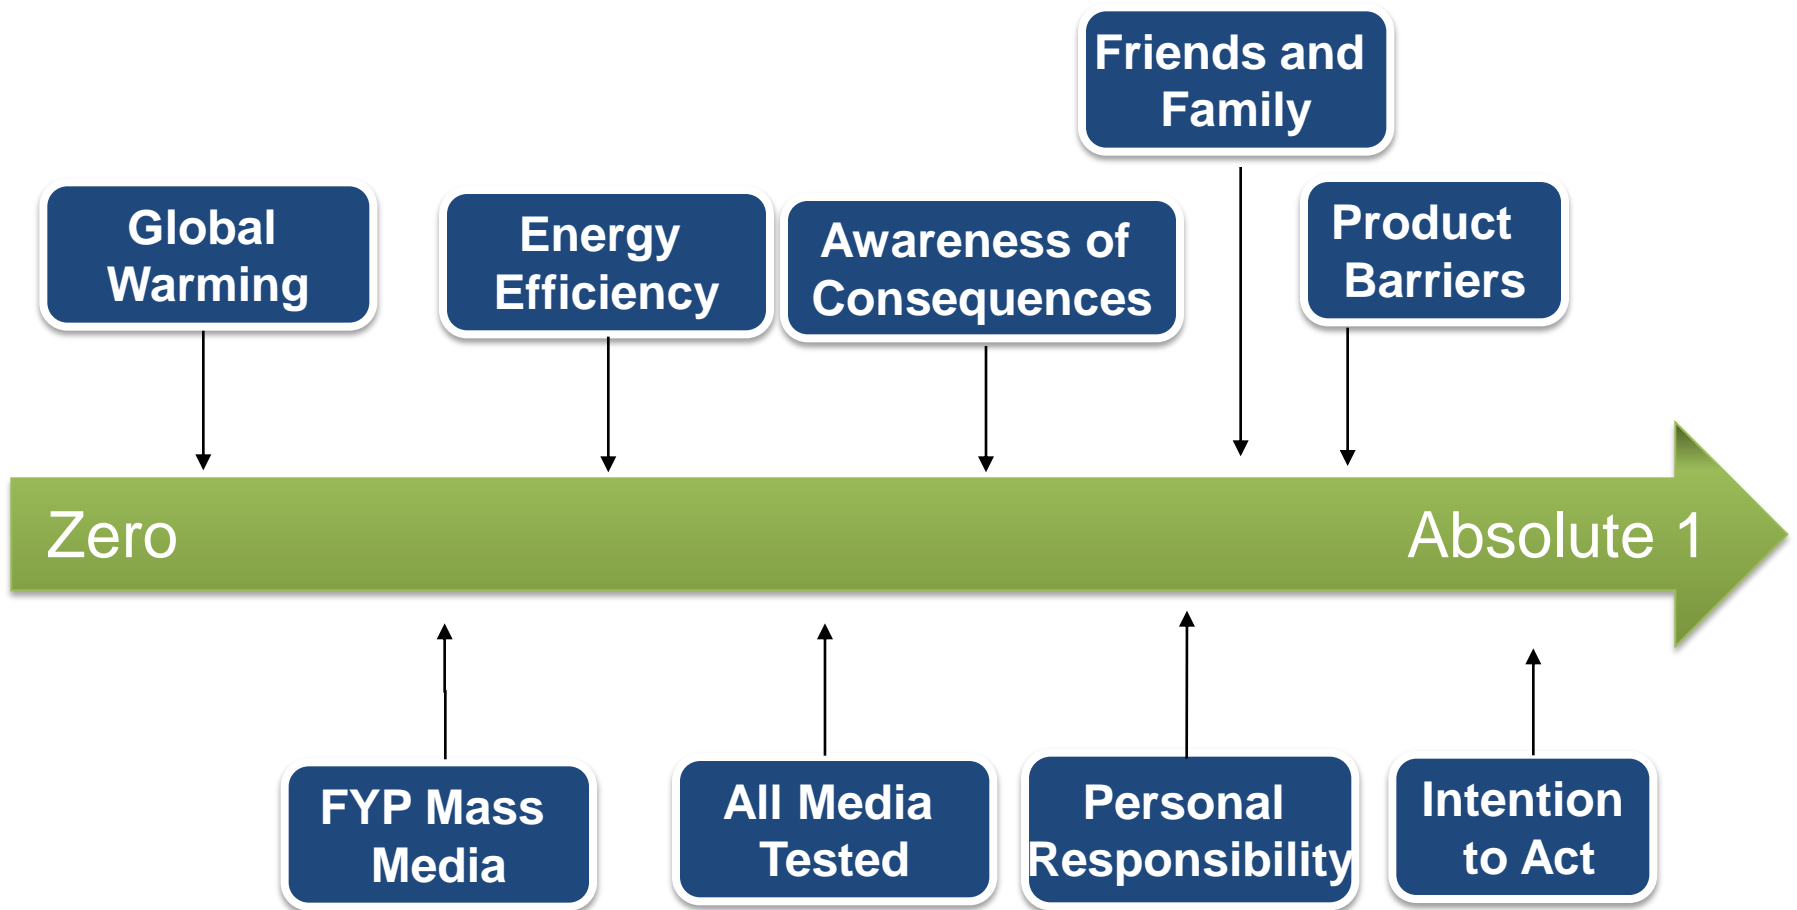 Friends and
Family
Global
Warming
Energy
Efficiency
Awareness of
Consequences
Product
Barriers
Zero
Absolute 1
FYP Mass
Media
All Media
Tested
Personal
Responsibility
Intention
to Act